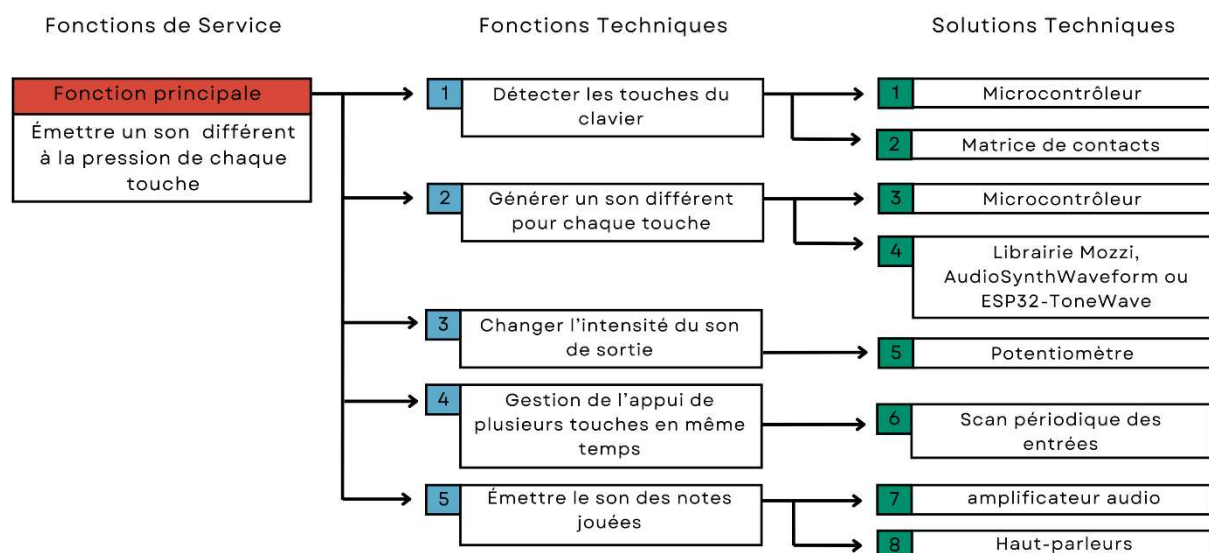 Fonctions de Service
Fonctions Techniques
Solutions Techniques
Fonction principale
Émettre un son différent
à la pression de chaque
touche
1
Détecter les touches du
clavier
2
Générer un son différent
pour chaque touche
3
Changer l'intensité du son
de sortie
4
Gestion de l'appui de
plusieurs touches en même
temps
5
Émettre le son des notes
jouées
1
Microcontrôleur
2
Matrice de contacts
3
Microcontrôleur
4
Librairie Mozzi,
AudioSynthWaveform ou
ESP32-ToneWave
5
Potentiomètre
6
Scan périodique des
entrées
7
amplificateur audio
8
Haut-parleurs